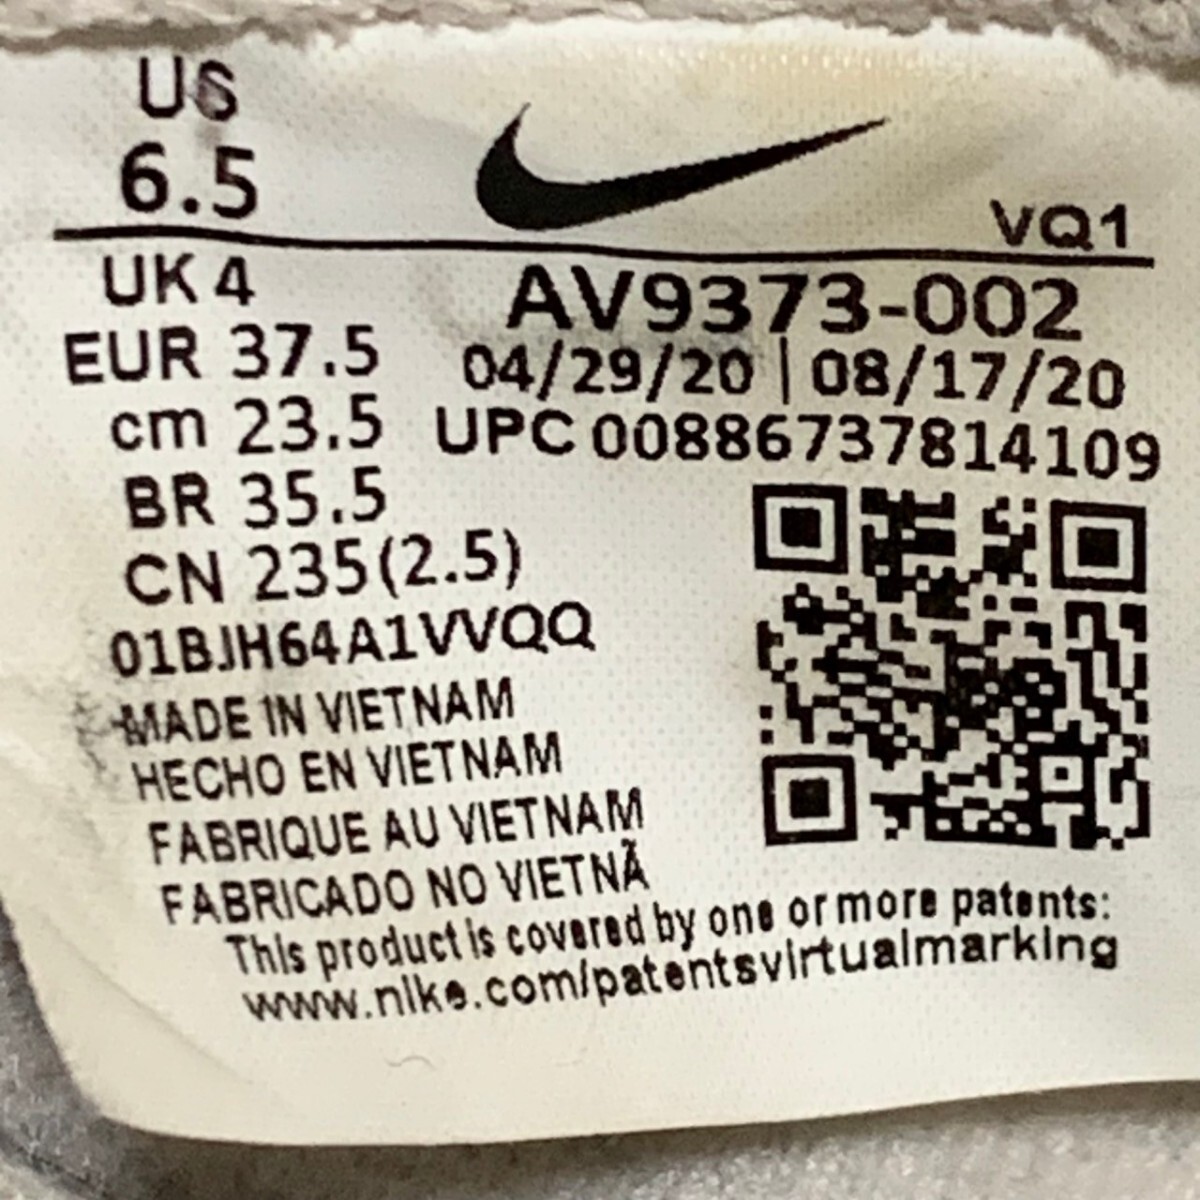 US
6.5
VQ1
UK 4
EUR 37.5
cm 23.5
BR 35.5
CN 235(2.5)
AV9373-002
04/29/20 | 08/17/20
UPC 00886737814109
01BJH64A1VVQQ
MADE IN VIETNAM
HECHO EN VIETNAM
FABRIQUE AU VIETNAM
FABRICADO NO VIETNÃ
This product is covered by one or more patents:
www.nike.com/patentsvirtualmarking